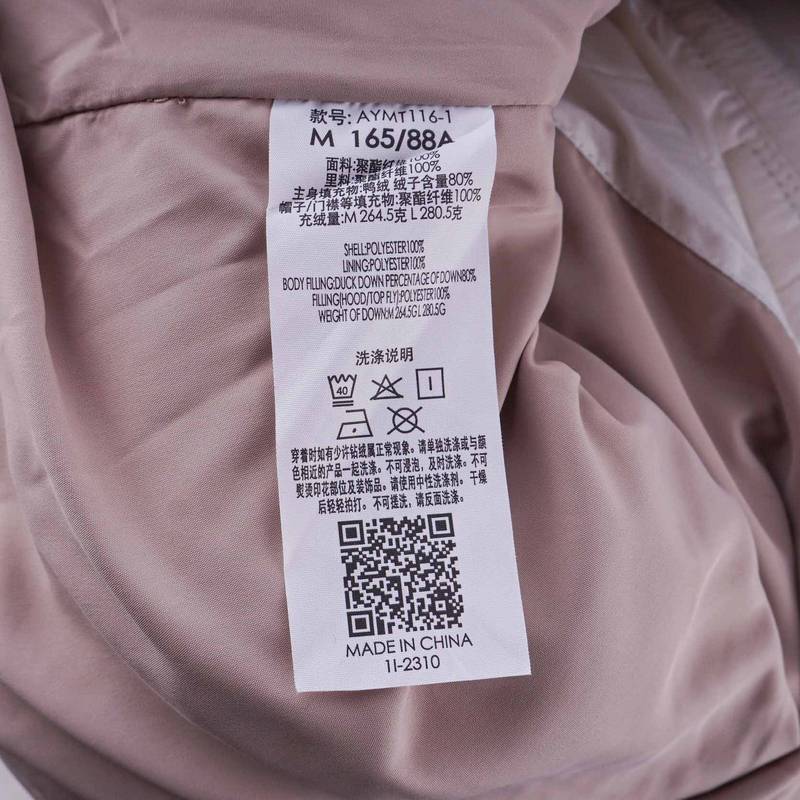 款号: AYMT116-1
M 165/88A
面料:聚酯纤维100%
里料:聚酯纤维100%
主身填充物:鸭绒 绒子含量80%
帽子/门襟等填充物:聚酯纤维100%
充绒量:M 264.5克 L 280.5克
SHELL:POLYESTER100%
LINING:POLYESTER100%
BODY FILLING:DUCK DOWN PERCENTAGE OF DOWN80%
FILLING(HOOD/TOP FLY):POLYESTER100%
WEIGHT OF DOWN:M 264.5G L 280.5G
洗涤说明
40
穿着时如有少许钻绒属正常现象。请单独洗涤或与颜
色相近的产品一起洗涤。不可浸泡，及时洗涤。不可
熨烫印花部位及装饰品。请使用中性洗涤剂。干燥
后轻轻拍打。不可搓洗，请反面洗涤。
MADE IN CHINA
1I-2310